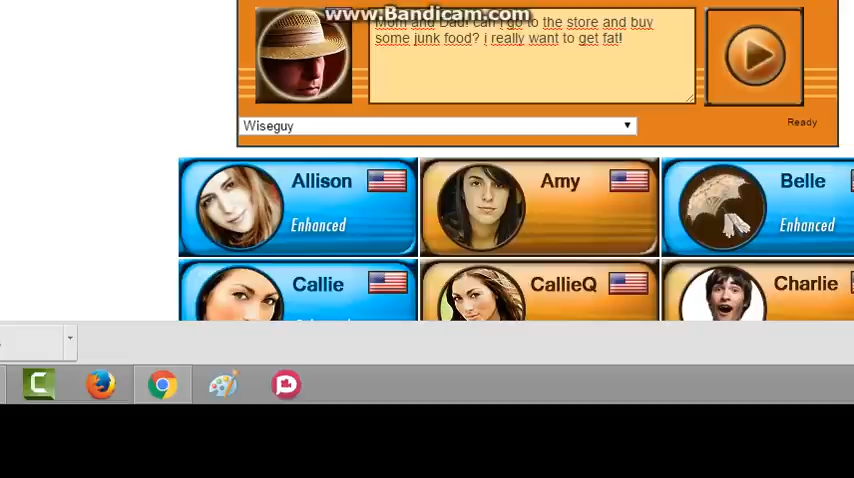 www.Bandicam.com
Mom and Dad! can i go to the store and buy
some junk food? i really want to get fat!
Wiseguy
Ready
Allison
Enhanced
Amy
Belle
Enhanced
Callie
CallieQ
Charlie